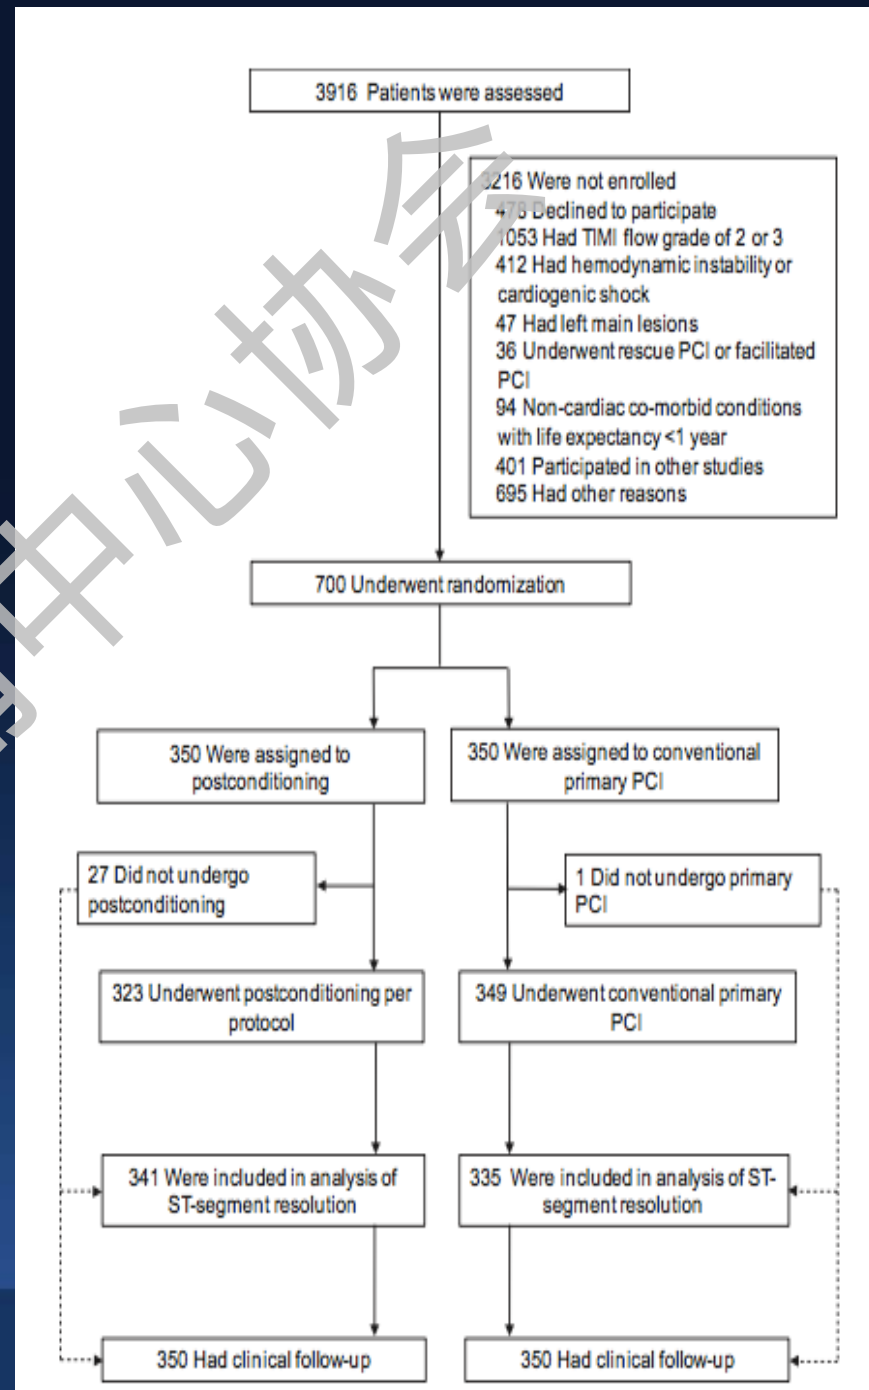 3916 Patients were assessed
3216 Were not enrolled
478 Declined to participate
1053 Had TIMI flow grade of 2 or 3
412 Had hemodynamic instability or
cardiogenic shock
47 Had left main lesions
36 Underwent rescue PCI or facilitated
PCI
94 Non-cardiac co-morbid conditions
with life expectancy <1 year
401 Participated in other studies
695 Had other reasons
700 Underwent randomization
350 Were assigned to
postconditioning
350 Were assigned to conventional
primary PCI
27 Did not undergo
postconditioning
1 Did not undergo primary
PCI
323 Underwent postconditioning per
protocol
349 Underwent conventional primary
PCI
341 Were included in analysis of
ST-segment resolution
335 Were included in analysis of ST-
segment resolution
350 Had clinical follow-up
350 Had clinical follow-up
中心协会